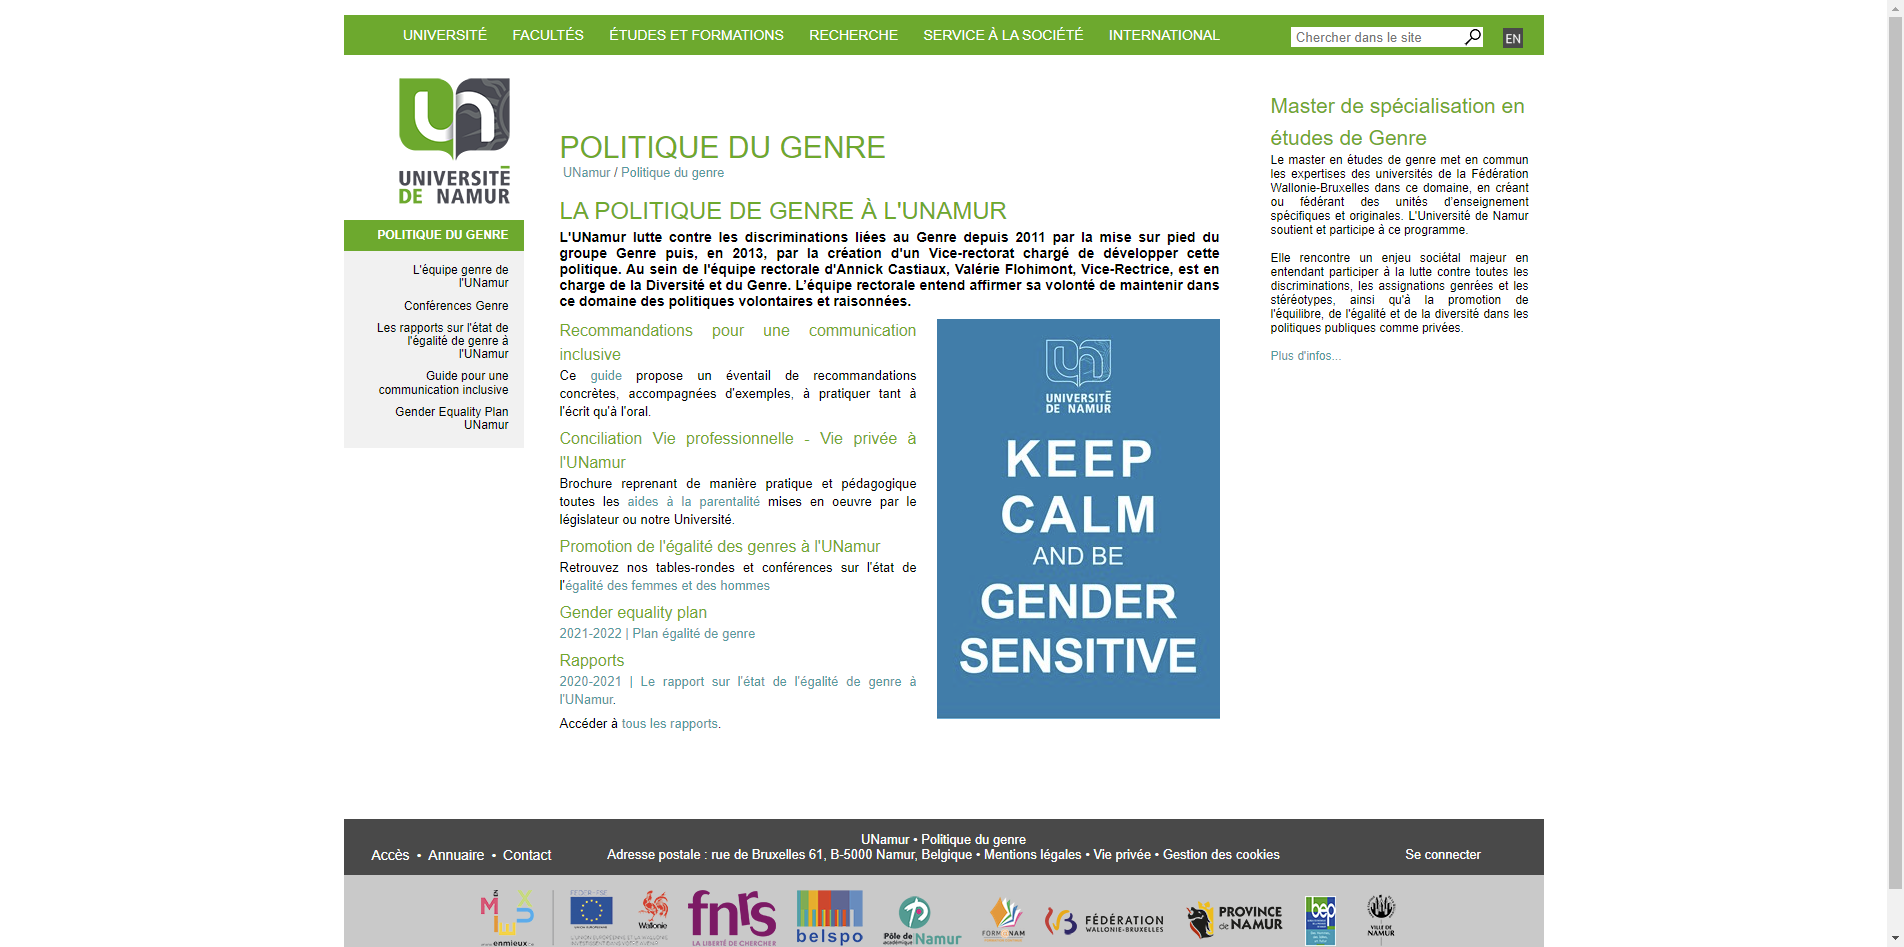 UNIVERSITÉ FACULTÉS ÉTUDES ET FORMATIONS RECHERCHE SERVICE À LA SOCIÉTÉ INTERNATIONAL
Chercher dans le site
EN
UNIVERSITÉ
DE NAMUR
POLITIQUE DU GENRE
L'équipe genre de
l'UNamur
Conférences Genre
Les rapports sur l'état de
l'égalité de genre à
l'UNamur
Guide pour une
communication inclusive
Gender Equality Plan
UNamur
POLITIQUE DU GENRE
UNamur / Politique du genre
LA POLITIQUE DE GENRE À L'UNAMUR
L'UNamur lutte contre les discriminations liées au Genre depuis 2011 par la mise sur pied du
groupe Genre puis, en 2013, par la création d'un Vice-rectorat chargé de développer cette
politique. Au sein de l'équipe rectorale d'Annick Castiaux, Valérie Flohimont, Vice-Rectrice, est en
charge de la Diversité et du Genre. L’équipe rectorale entend affirmer sa volonté de maintenir dans
ce domaine des politiques volontaires et raisonnées.
Recommandations pour une communication
inclusive
Ce guide propose un éventail de recommandations
concrètes, accompagnées d'exemples, à pratiquer tant à
l'écrit qu'à l'oral.
Conciliation Vie professionnelle - Vie privée à
l'UNamur
Brochure reprenant de manière pratique et pédagogique
toutes les aides à la parentalité mises en oeuvre par le
législateur ou notre Université.
Promotion de l'égalité des genres à l'UNamur
Retrouvez nos tables-rondes et conférences sur l'état de
l'égalité des femmes et des hommes
Gender equality plan
2021-2022 | Plan égalité de genre
Rapports
2020-2021 | Le rapport sur l’état de l’égalité de genre à
l'UNamur.
Accéder à tous les rapports.
UNIVERSITÉ
DE NAMUR
KEEP
CALM
AND BE
GENDER
SENSITIVE
Master de spécialisation en
études de Genre
Le master en études de genre met en commun
les expertises des universités de la Fédération
Wallonie-Bruxelles dans ce domaine, en créant
ou fédérant des unités d’enseignement
spécifiques et originales. L'Université de Namur
soutient et participe à ce programme.
Elle rencontre un enjeu sociétal majeur en
entendant participer à la lutte contre toutes les
discriminations, les assignations genrées et les
stéréotypes, ainsi qu'à la promotion de
l'équilibre, de l'égalité et de la diversité dans les
politiques publiques comme privées.
Plus d'infos...
UNamur • Politique du genre
Accès • Annuaire • Contact
Adresse postale : rue de Bruxelles 61, B-5000 Namur, Belgique • Mentions légales • Vie privée • Gestion des cookies
Se connecter
EN
MIEUX
www.enmieux.be
FEDER-FSE
Wallonie
fnrs
LA LIBERTÉ DE CHERCHER
belspo
Pôle de
académique Namur
FORMANAM
FÉDÉRATION
WALLONIE-BRUXELLES
PROVINCE
de NAMUR
bep
VILLE DE
NAMUR